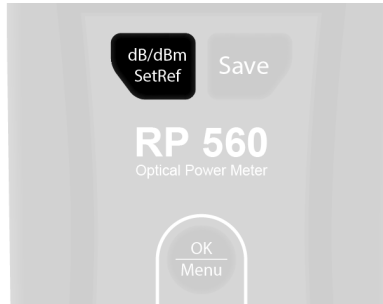 dB/dBm
SetRef
Save
RP 560
Optical Power Meter
OK
Menu